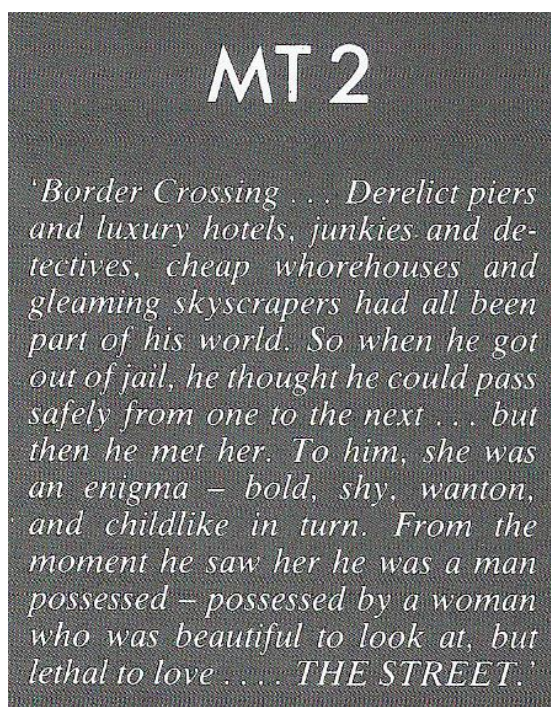 MT 2
‘Border Crossing . . . Derelict piers
and luxury hotels, junkies and de-
tectives, cheap whorehouses and
gleaming skyscrapers had all been
part of his world. So when he got
out of jail, he thought he could pass
safely from one to the next . . . but
then he met her. To him, she was
an enigma – bold, shy, wanton,
and childlike in turn. From the
moment he saw her he was a man
possessed – possessed by a woman
who was beautiful to look at, but
lethal to love . . . . THE STREET.’